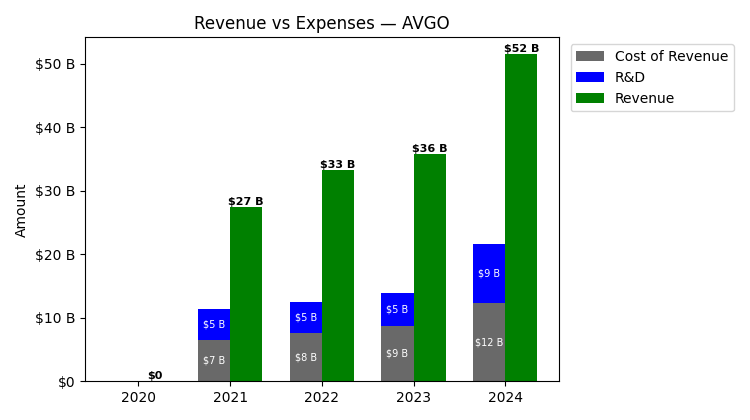 Revenue vs Expenses — AVGO
Cost of Revenue
R&D
Revenue
Amount
$50 B
$40 B
$30 B
$20 B
$10 B
$0
$0
$7 B
$5 B
$27 B
$8 B
$5 B
$33 B
$9 B
$5 B
$36 B
$12 B
$9 B
$52 B
2020
2021
2022
2023
2024